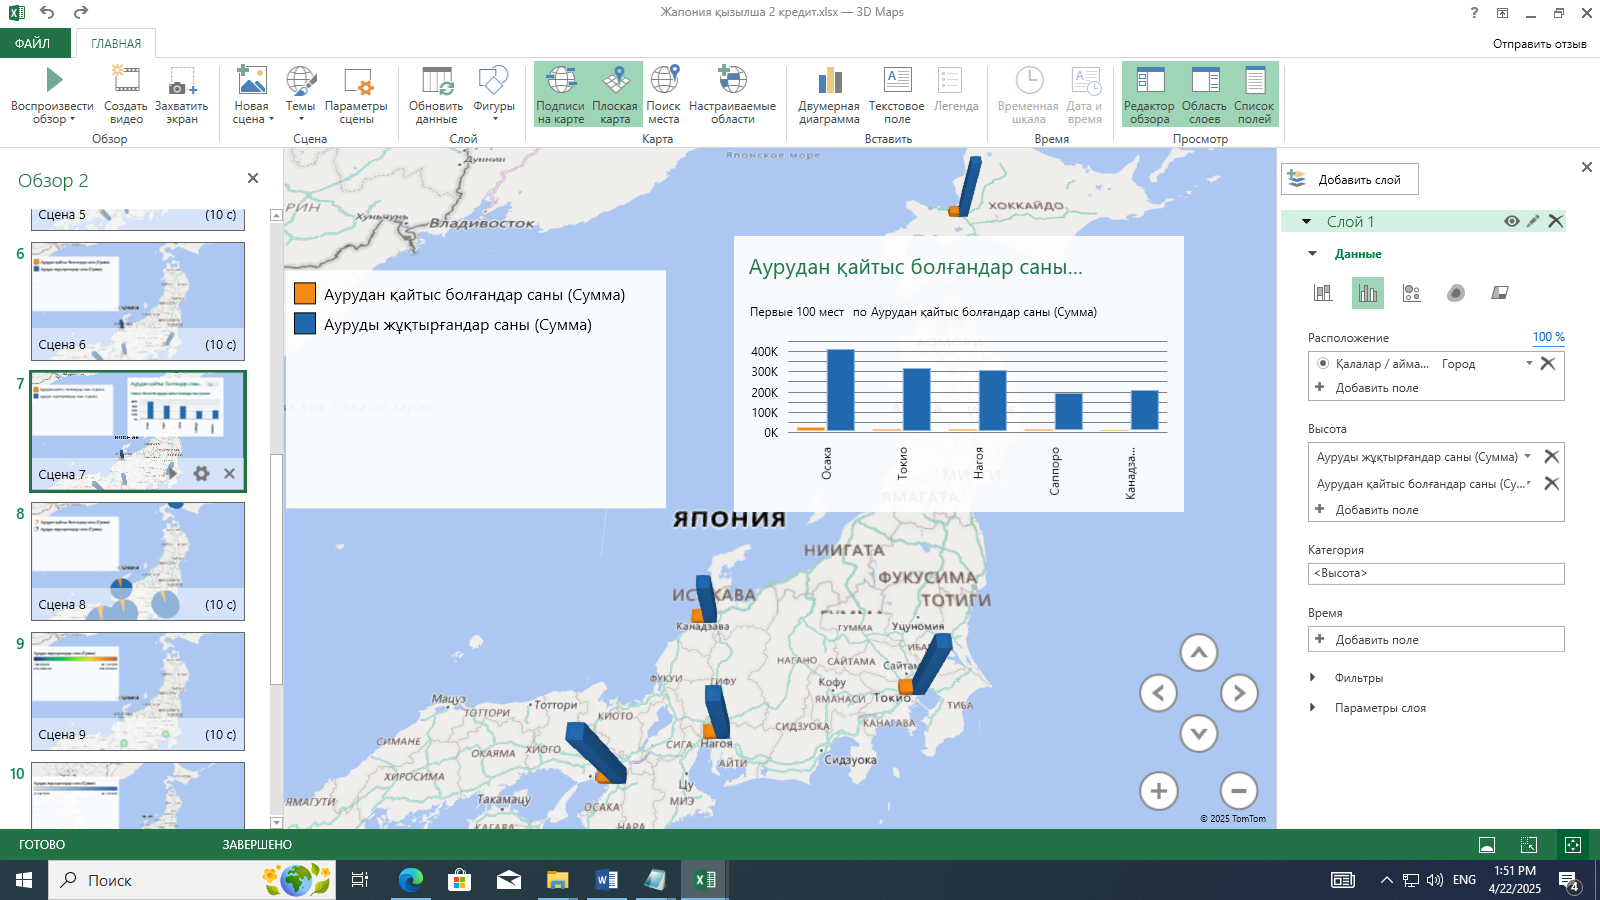 Жапония қызылша 2 кредит.xlsx — 3D Maps
ФАЙЛ
ГЛАВНАЯ
Отправить отзыв
Воспроизвести обзор
Создать видео
Захватить экран
Обзор
Новая сцена
Темы
Параметры сцены
Сцена
Обновить данные
Фигуры
Слой
Подписи на карте
Плоская карта
Поиск места
Настраиваемые области
Карта
Двумерная диаграмма
Текстовое поле
Легенда
Вставить
Временная шкала
Дата и время
Время
Редактор обзора
Область слоев
Список полей
Просмотр
Обзор 2
Сцена 5 (10 с)
6
Сцена 6 (10 с)
7
Сцена 7
8
Сцена 8 (10 с)
9
Сцена 9 (10 с)
10
Японское море
Дуннин
РИН
Хуньчунь
Владивосток
ХОККАЙДО
Аурудан қайтыс болғандар саны (Сумма)
Ауруды жұқтырғандар саны (Сумма)
Аурудан қайтыс болғандар саны...
Первые 100 мест по Аурудан қайтыс болғандар саны (Сумма)
400K
300K
200K
100K
0K
Осака
Токио
Нагоя
Саппоро
Канадза...
ЯПОНИЯ
НИИГАТА
ФУКУСИМА
ТОТИГИ
Канадзава
ГУММА
Уцуномия
НАГАНО
САЙТАМА
Кофу
ЯМАНАСИ
Токио
ТИБА
КАНАГАВА
СИДЗУОКА
Сидзуока
ФУКУИ
ГИФУ
Мацуэ
ТОТТОРИ
Тоттори
КИОТО
СИМАНЕ
ОКАЯМА
ХИОГО
СИГА
Нагоя
АЙТИ
ХИРОСИМА
Цу
МИЭ
ЯМАГУТИ
Такамацу
ОСАКА
КАГАВА
НАРА
© 2025 TomTom
Добавить слой
Слой 1
Данные
Расположение
100 %
Қалалар / айма... Город
Добавить поле
Высота
Ауруды жұқтырғандар саны (Сумма)
Аурудан қайтыс болғандар саны (Су...
Добавить поле
Категория
<Высота>
Время
Добавить поле
Фильтры
Параметры слоя
ГОТОВО
ЗАВЕРШЕНО
Поиск
ENG
1:51 PM
4/22/2025
4